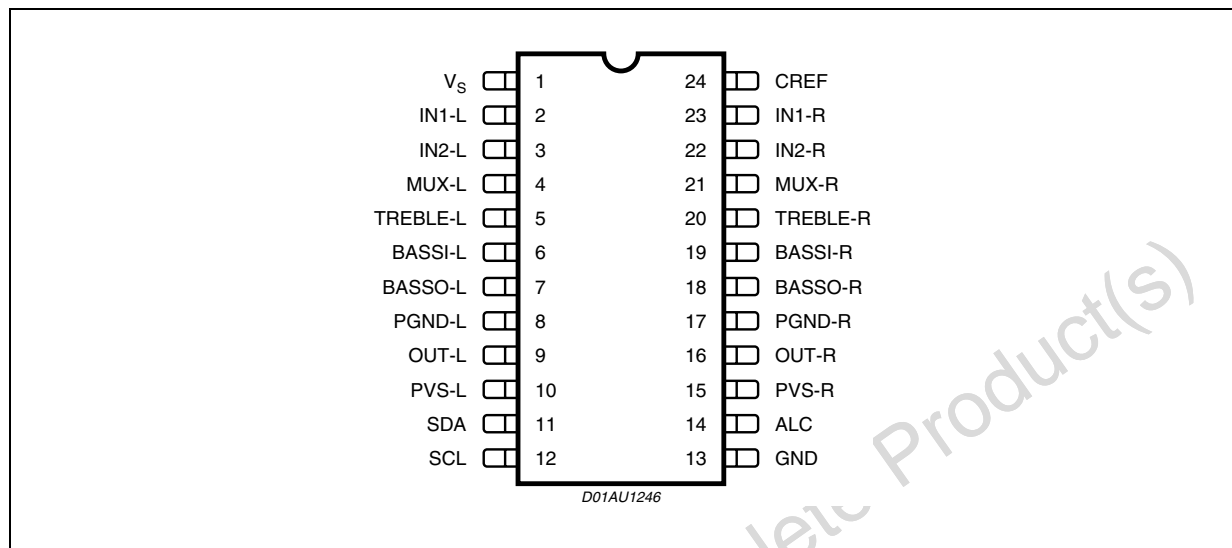 V_S 1 24 CREF
IN1-L 2 23 IN1-R
IN2-L 3 22 IN2-R
MUX-L 4 21 MUX-R
TREBLE-L 5 20 TREBLE-R
BASSI-L 6 19 BASSI-R
BASSO-L 7 18 BASSO-R
PGND-L 8 17 PGND-R
OUT-L 9 16 OUT-R
PVS-L 10 15 PVS-R
SDA 11 14 ALC
SCL 12 13 GND
D01AU1246
lete Product(s)